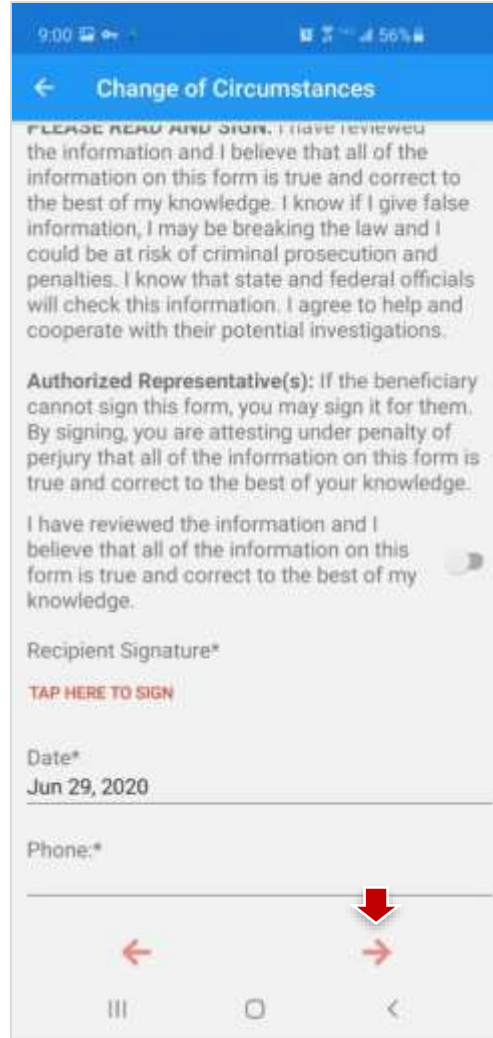 9:00
56%
Change of Circumstances
PLEASE READ AND SIGN: I have reviewed
the information and I believe that all of the
information on this form is true and correct to
the best of my knowledge. I know if I give false
information, I may be breaking the law and I
could be at risk of criminal prosecution and
penalties. I know that state and federal officials
will check this information. I agree to help and
cooperate with their potential investigations.
Authorized Representative(s): If the beneficiary
cannot sign this form, you may sign it for them.
By signing, you are attesting under penalty of
perjury that all of the information on this form is
true and correct to the best of your knowledge.
I have reviewed the information and I
believe that all of the information on this
form is true and correct to the best of my
knowledge.
Recipient Signature*
TAP HERE TO SIGN
Date*
Jun 29, 2020
Phone:*